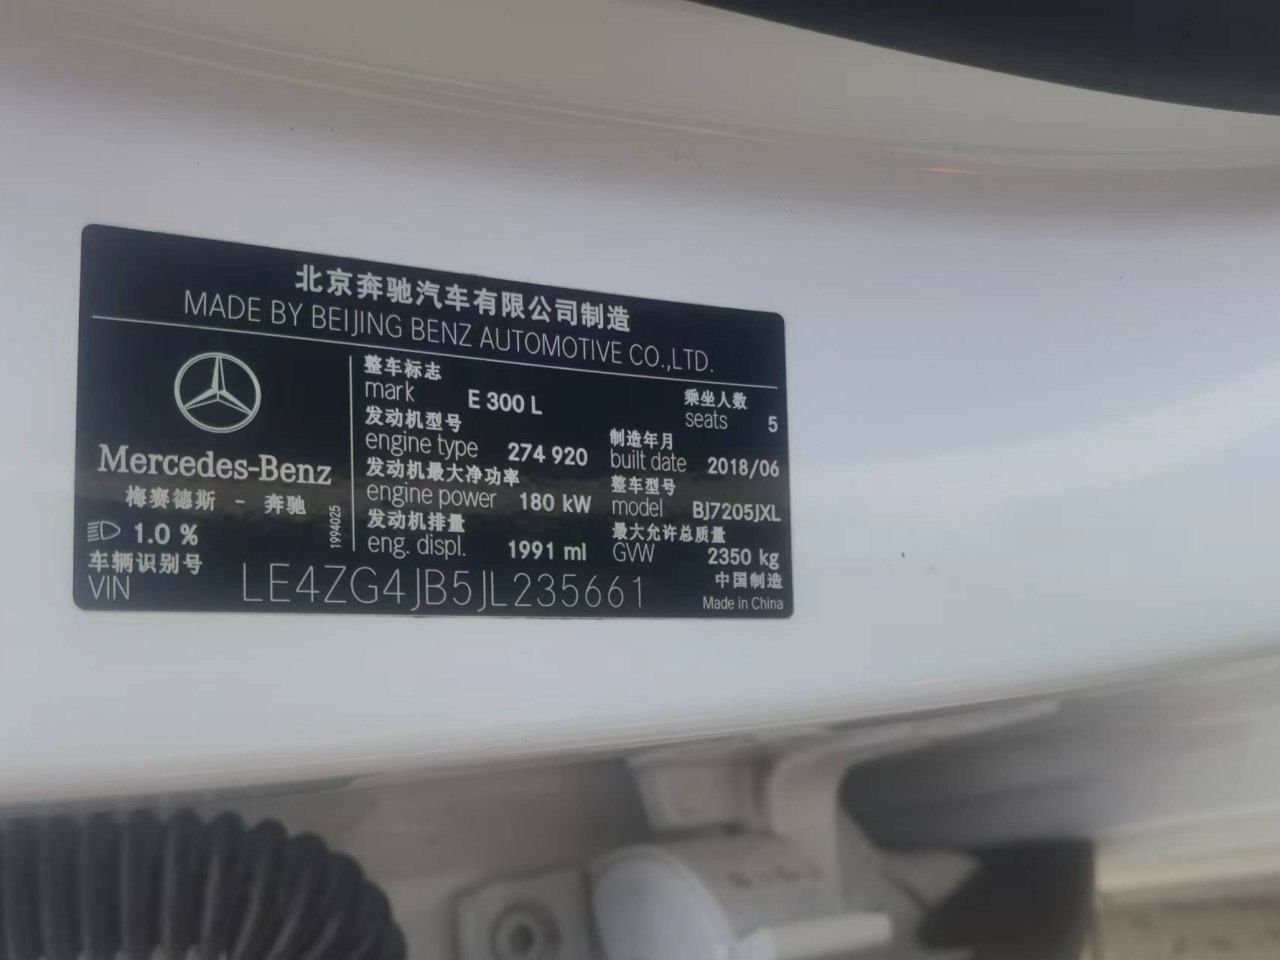 北京奔驰汽车有限公司制造
MADE BY BEIJING BENZ AUTOMOTIVE CO.,LTD.
Mercedes-Benz
梅赛德斯 - 奔驰
1.0 %
1994025
整车标志
mark E 300 L
乘坐人数
seats 5
发动机型号
engine type 274 920
制造年月
built date 2018/06
发动机最大净功率
engine power 180 kW
整车型号
model BJ7205JXL
发动机排量
eng. displ. 1991 ml
最大允许总质量
GVW 2350 kg
车辆识别号
VIN LE4ZG4JB5JL235661
中国制造
Made in China